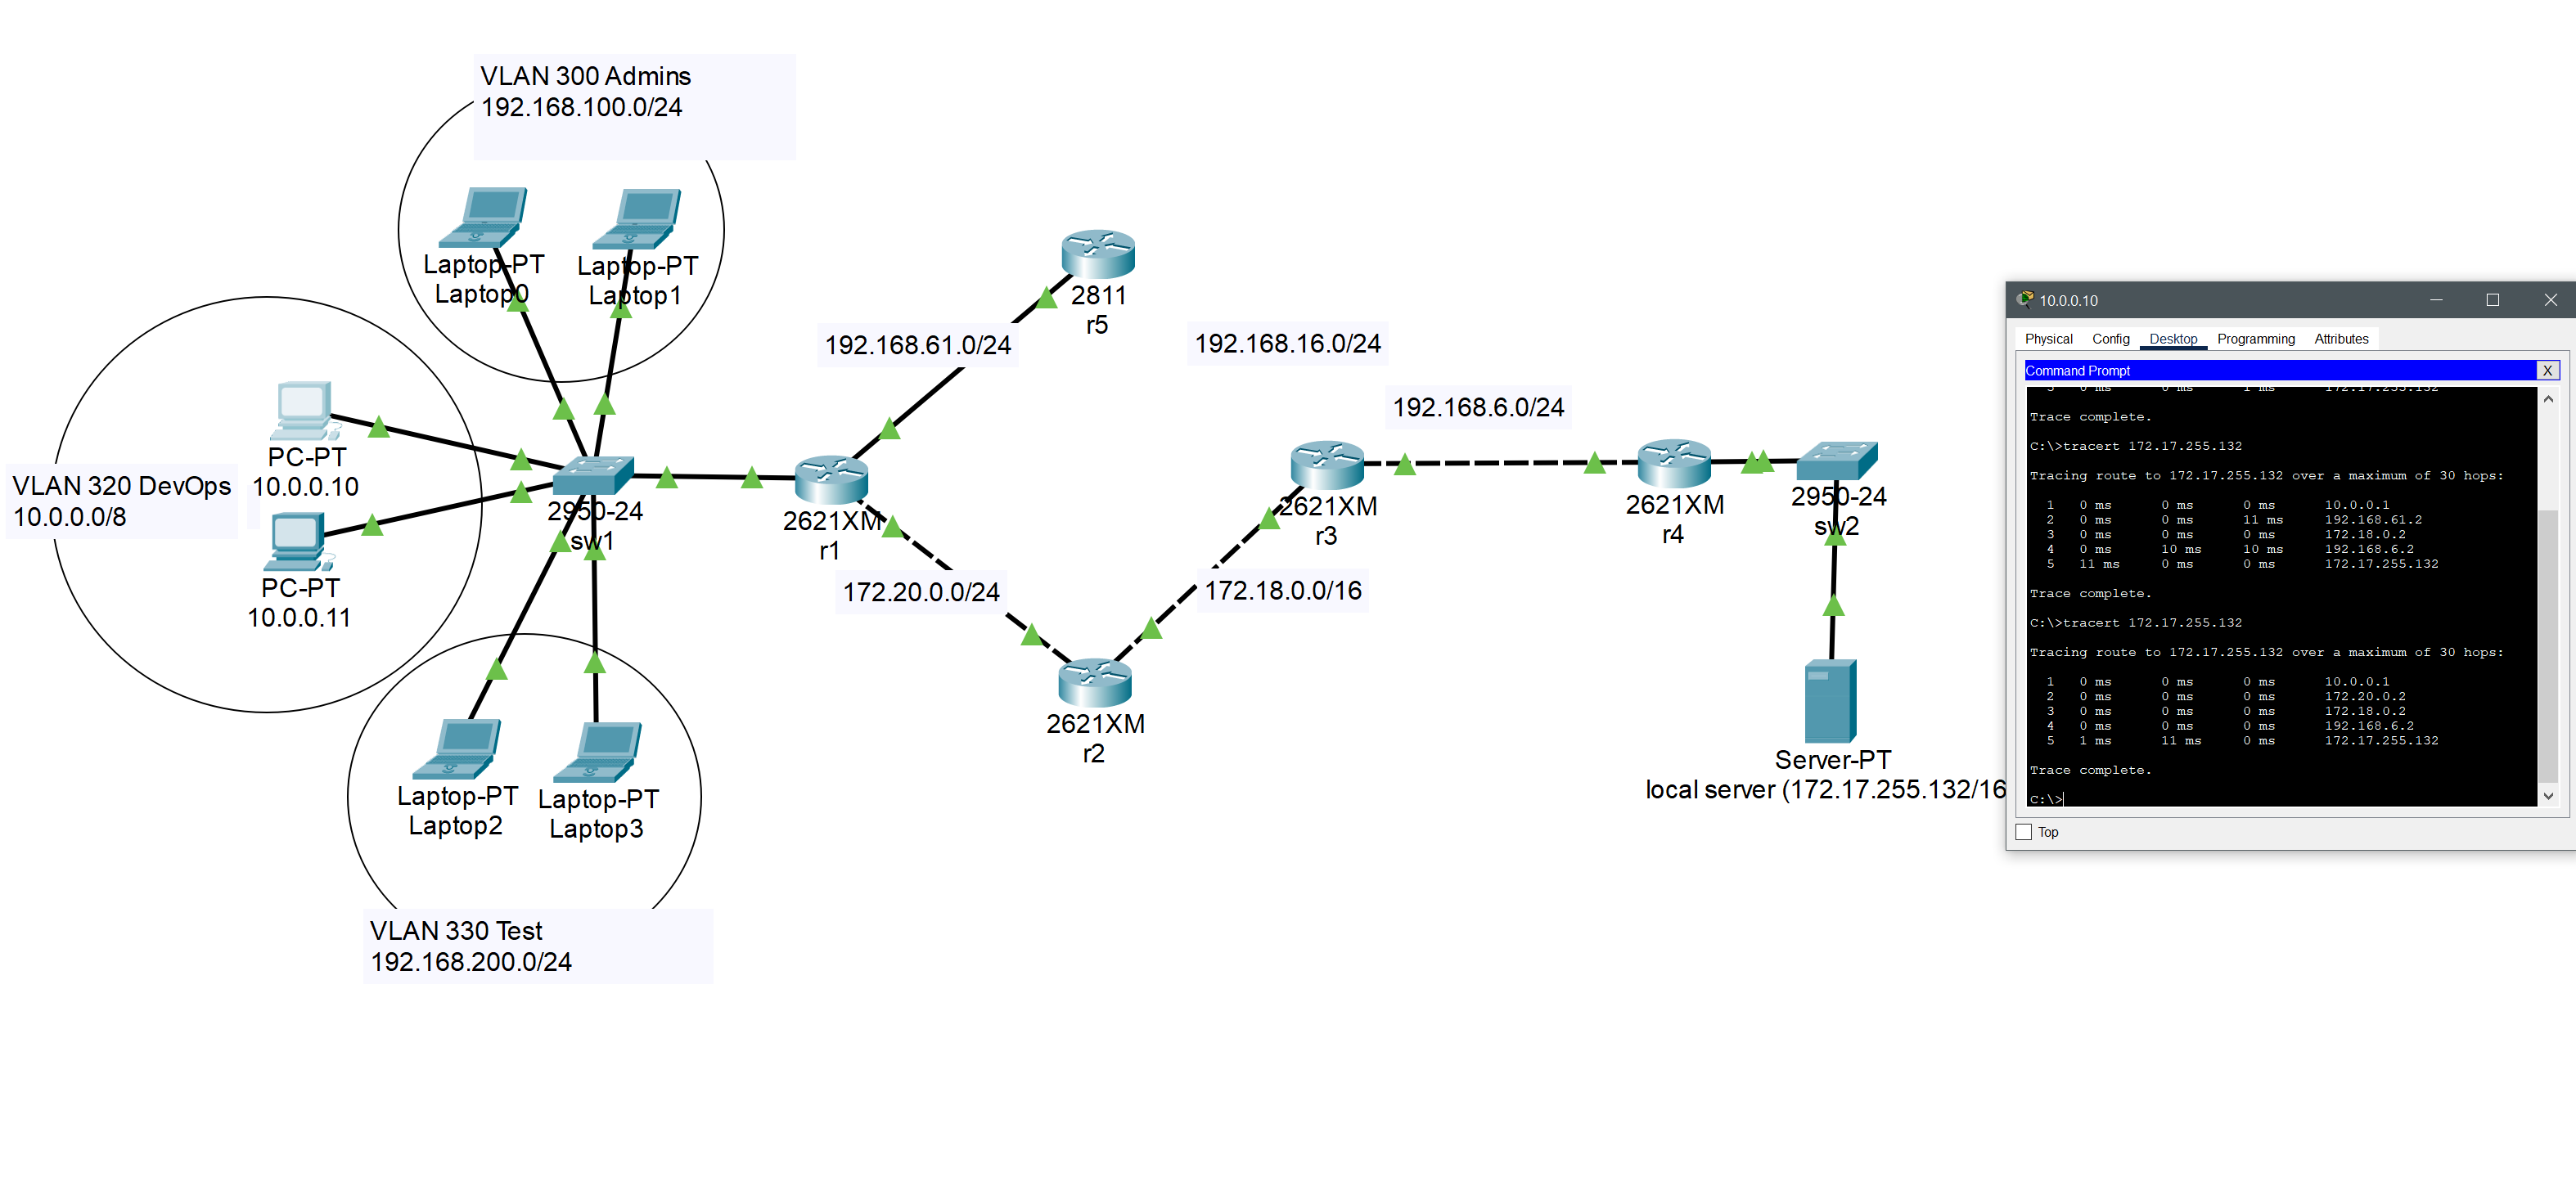 VLAN 300 Admins
192.168.100.0/24
Laptop-PT
Laptop0
Laptop-PT
Laptop1
VLAN 320 DevOps
10.0.0.0/8
PC-PT
10.0.0.10
PC-PT
10.0.0.11
2950-24
sw1
Laptop-PT
Laptop2
Laptop-PT
Laptop3
VLAN 330 Test
192.168.200.0/24
2621XM
r1
192.168.61.0/24
2811
r5
192.168.16.0/24
172.20.0.0/24
2621XM
r2
172.18.0.0/16
2621XM
r3
192.168.6.0/24
2621XM
r4
2950-24
sw2
Server-PT
local server (172.17.255.132/16
10.0.0.10
Physical Config Desktop Programming Attributes
Command Prompt X
3 0 ms 0 ms 1 ms 172.17.255.132
Trace complete.
C:\>tracert 172.17.255.132
Tracing route to 172.17.255.132 over a maximum of 30 hops:
1 0 ms 0 ms 0 ms 10.0.0.1
2 0 ms 0 ms 11 ms 192.168.61.2
3 0 ms 0 ms 0 ms 172.18.0.2
4 0 ms 10 ms 10 ms 192.168.6.2
5 11 ms 0 ms 0 ms 172.17.255.132
Trace complete.
C:\>tracert 172.17.255.132
Tracing route to 172.17.255.132 over a maximum of 30 hops:
1 0 ms 0 ms 0 ms 10.0.0.1
2 0 ms 0 ms 0 ms 172.20.0.2
3 0 ms 0 ms 0 ms 172.18.0.2
4 0 ms 0 ms 0 ms 192.168.6.2
5 1 ms 11 ms 0 ms 172.17.255.132
Trace complete.
C:\>
Top